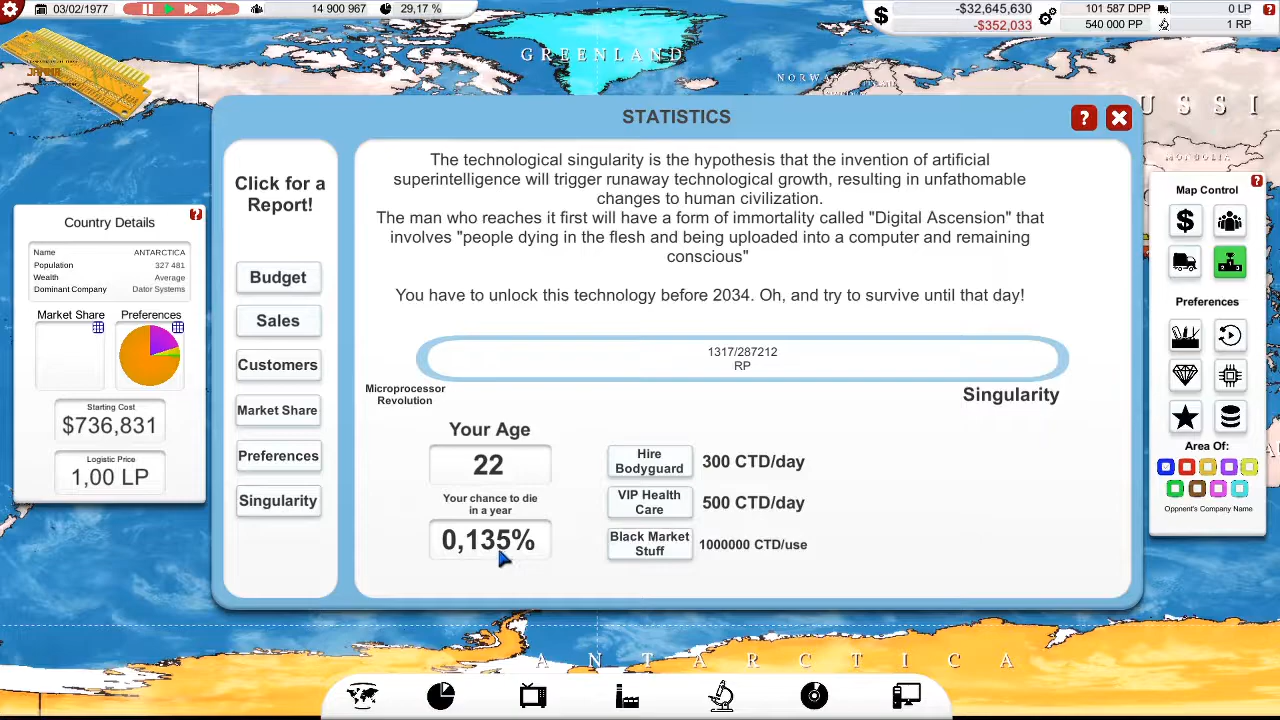 03/02/1977
14 900 967
29,17 %
-$32,645,630
-$352,033
101 587 DPP
540 000 PP
0 LP
1 RP
GREENLAND
NORW
USSI
MONGOLIA
STATISTICS
Click for a
Report!
Budget
Sales
Customers
Market Share
Preferences
Singularity
The technological singularity is the hypothesis that the invention of artificial
superintelligence will trigger runaway technological growth, resulting in unfathomable
changes to human civilization.
The man who reaches it first will have a form of immortality called "Digital Ascension" that
involves "people dying in the flesh and being uploaded into a computer and remaining
conscious"
You have to unlock this technology before 2034. Oh, and try to survive until that day!
1317/287212
RP
Microprocessor
Revolution
Singularity
Your Age
22
Your chance to die
in a year
0,135%
Hire
Bodyguard
300 CTD/day
VIP Health
Care
500 CTD/day
Black Market
Stuff
1000000 CTD/use
Country Details
Name ANTARCTICA
Population 327 481
Wealth Average
Dominant Company Dator Systems
Market Share
Preferences
Starting Cost
$736,831
Logistic Price
1,00 LP
Map Control
Preferences
Area Of:
Oppnent's Company Name
ANTARCTICA